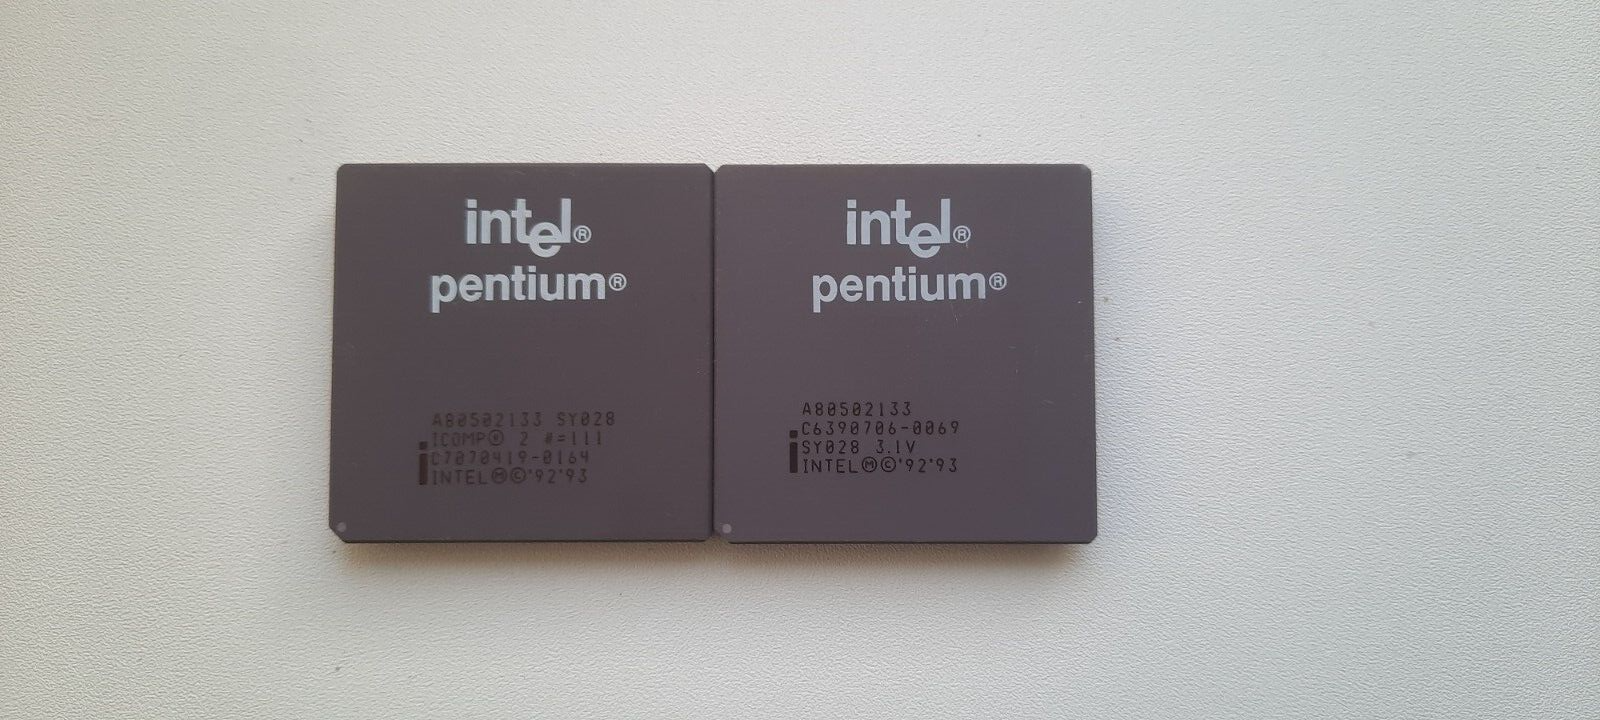 intel®
pentium®
A80502133 SY028
ICOMP® 2 #=111
C7070419-0164
INTEL Ⓜ©'92'93
intel®
pentium®
A80502133
C6390706-0069
SY028 3.1V
INTEL Ⓜ©'92'93